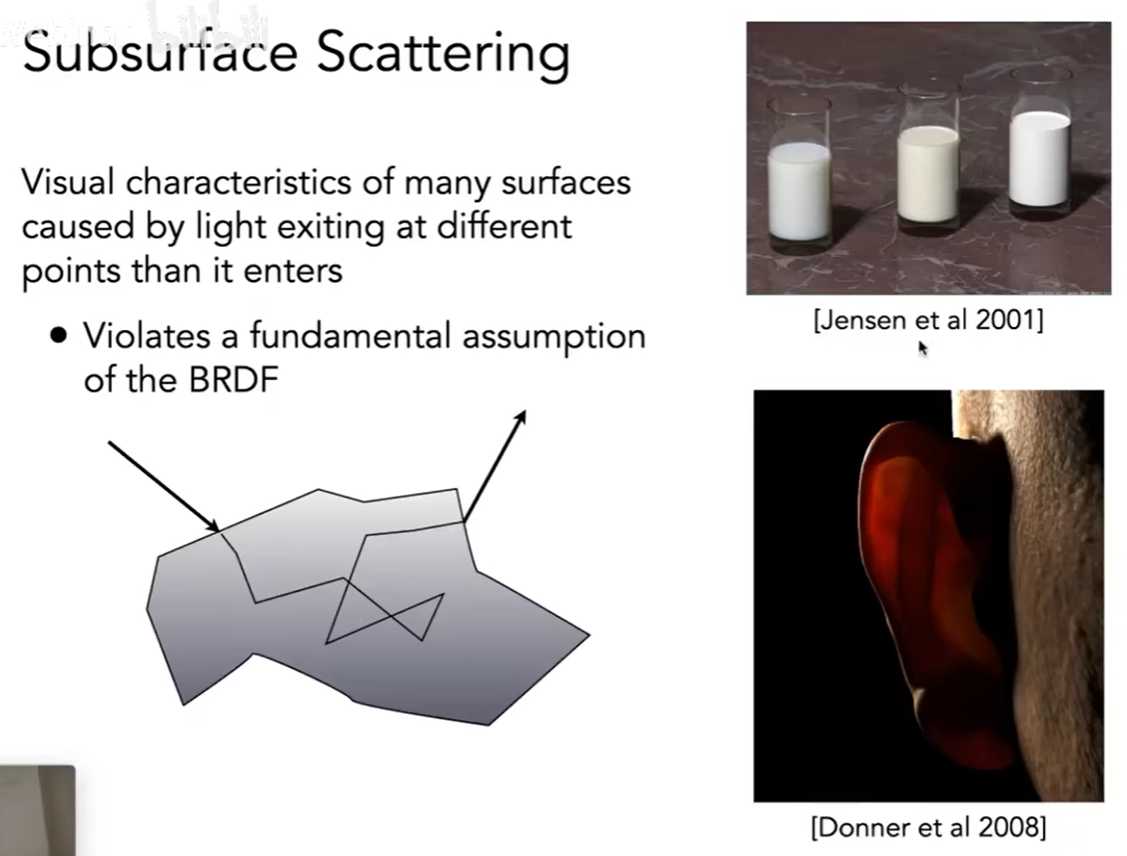 Subsurface Scattering
Visual characteristics of many surfaces
caused by light exiting at different
points than it enters
• Violates a fundamental assumption
of the BRDF
[Jensen et al 2001]
[Donner et al 2008]